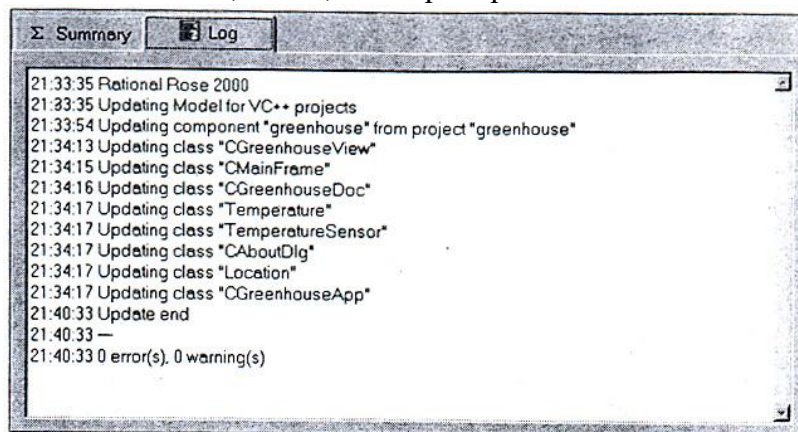 Σ Summary Log
21:33:35 Rational Rose 2000
21:33:35 Updating Model for VC++ projects
21:33:54 Updating component "greenhouse" from project "greenhouse"
21:34:13 Updating class "CGreenhouseView"
21:34:15 Updating class "CMainFrame"
21:34:16 Updating class "CGreenhouseDoc"
21:34:17 Updating class "Temperature"
21:34:17 Updating class "TemperatureSensor"
21:34:17 Updating class "CAboutDlg"
21:34:17 Updating class "Location"
21:34:17 Updating class "CGreenhouseApp"
21:40:33 Update end
21:40:33 —
21:40:33 0 error(s), 0 warning(s)